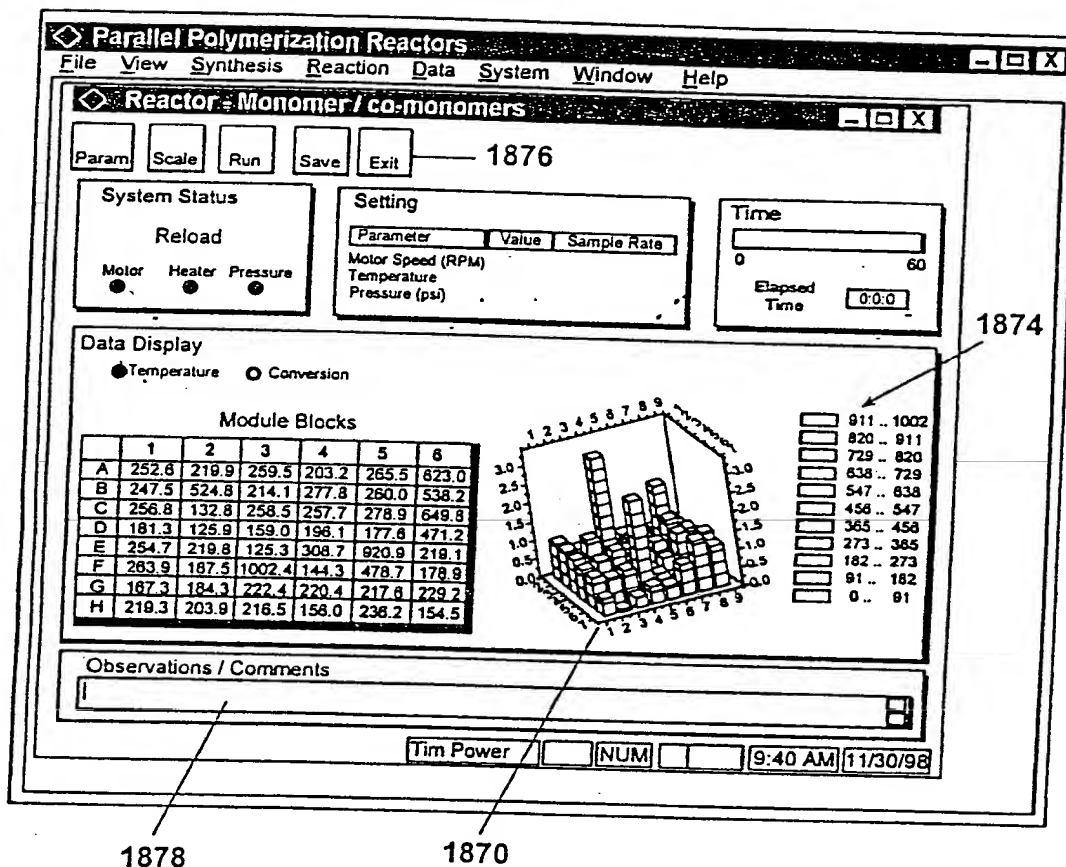 Parallel Polymerization Reactors
File View Synthesis Reaction Data System Window Help
Reactor - Monomer / co-monomers
Param Scale Run Save Exit
1876
System Status
Reload
Motor Heater Pressure
Setting
Parameter Value Sample Rate
Motor Speed (RPM)
Temperature
Pressure (psi)
Time
0 60
Elapsed Time 0:0:0
1874
Data Display
Temperature Conversion
Module Blocks
1 2 3 4 5 6
A 252.6 219.9 259.5 203.2 265.5 623.0
B 247.5 524.8 214.1 277.8 260.0 538.2
C 256.8 132.8 258.5 257.7 278.9 649.8
D 181.3 125.9 159.0 196.1 177.6 471.2
E 254.7 219.8 125.3 308.7 920.9 219.1
F 263.9 187.5 1002.4 144.3 478.7 178.9
G 167.3 184.3 222.4 220.4 217.6 229.2
H 219.3 203.9 216.5 156.0 236.2 154.5
1 2 3 4 5 6 7 8 9
3.0 3.0
2.5 2.5
2.0 2.0
1.5 1.5
1.0 1.0
0.5 0.5
0.0 0.0
1 2 3 4 5 6 7 8 9
911 .. 1002
820 .. 911
729 .. 820
638 .. 729
547 .. 638
456 .. 547
365 .. 456
273 .. 365
182 .. 273
91 .. 182
0 .. 91
Observations / Comments
Tim Power NUM 9:40 AM 11/30/98
1878 1870